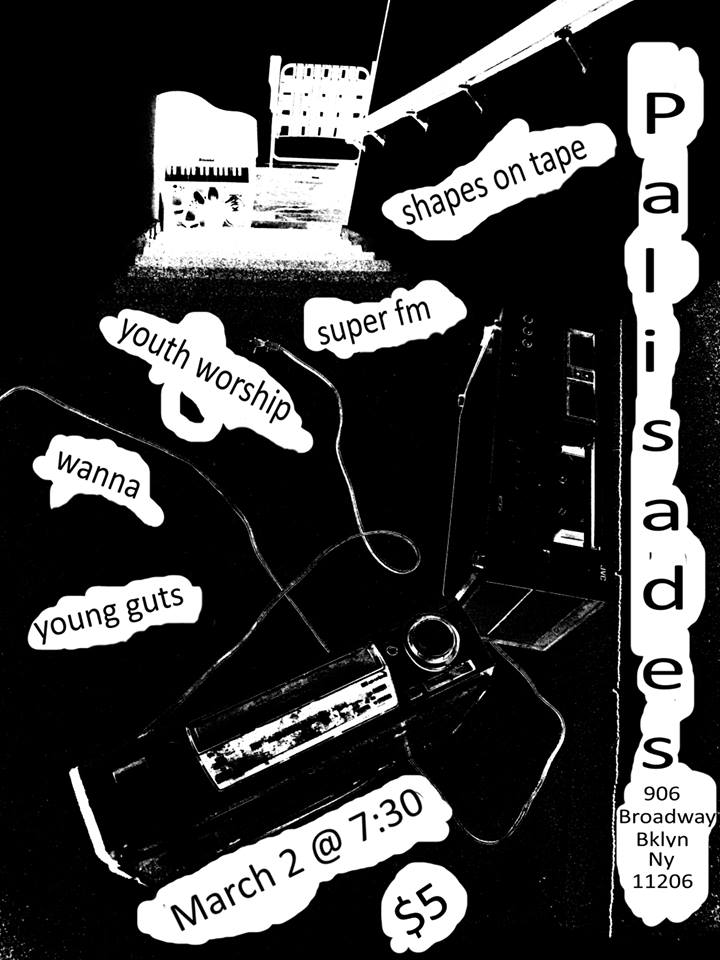 shapes on tape
super fm
youth worship
wanna
young guts
March 2 @ 7:30
$5
Palisades
906
Broadway
Bklyn
Ny
11206
JVC